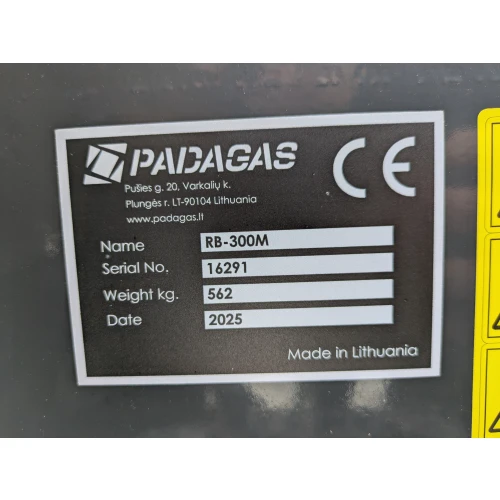 PADAGAS
Pušies g. 20, Varkalių k.
Plungės r. LT-90104 Lithuania
www.padagas.lt
CE
Name RB-300M
Serial No. 16291
Weight kg. 562
Date 2025
Made in Lithuania